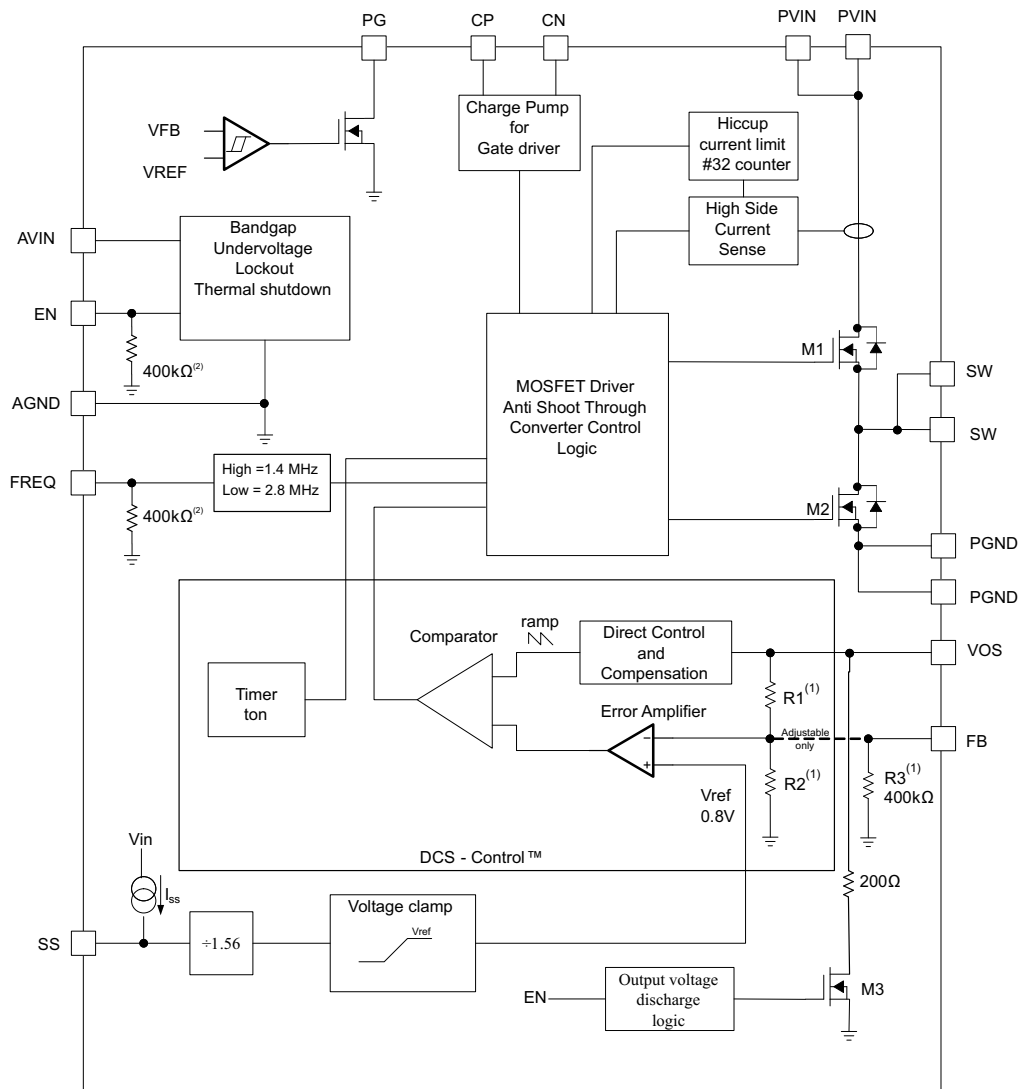 PG
CP
CN
PVIN
PVIN
Charge Pump
for
Gate driver
Hiccup
current limit
#32 counter
VFB
VREF
High Side
Current
Sense
AVIN
Bandgap
Undervoltage
Lockout
Thermal shutdown
EN
400kΩ(2)
M1
SW
MOSFET Driver
Anti Shoot Through
Converter Control
Logic
AGND
SW
FREQ
High =1.4 MHz
Low = 2.8 MHz
400kΩ(2)
M2
PGND
PGND
ramp
Comparator
Direct Control
and
Compensation
VOS
Timer
ton
R1(1)
Error Amplifier
−
+
Adjustable
only
FB
R2(1)
R3(1)
400kΩ
Vref
0.8V
DCS - Control™
Vin
Iss
200Ω
Voltage clamp
Vref
SS
÷1.56
EN
Output voltage
discharge
logic
M3